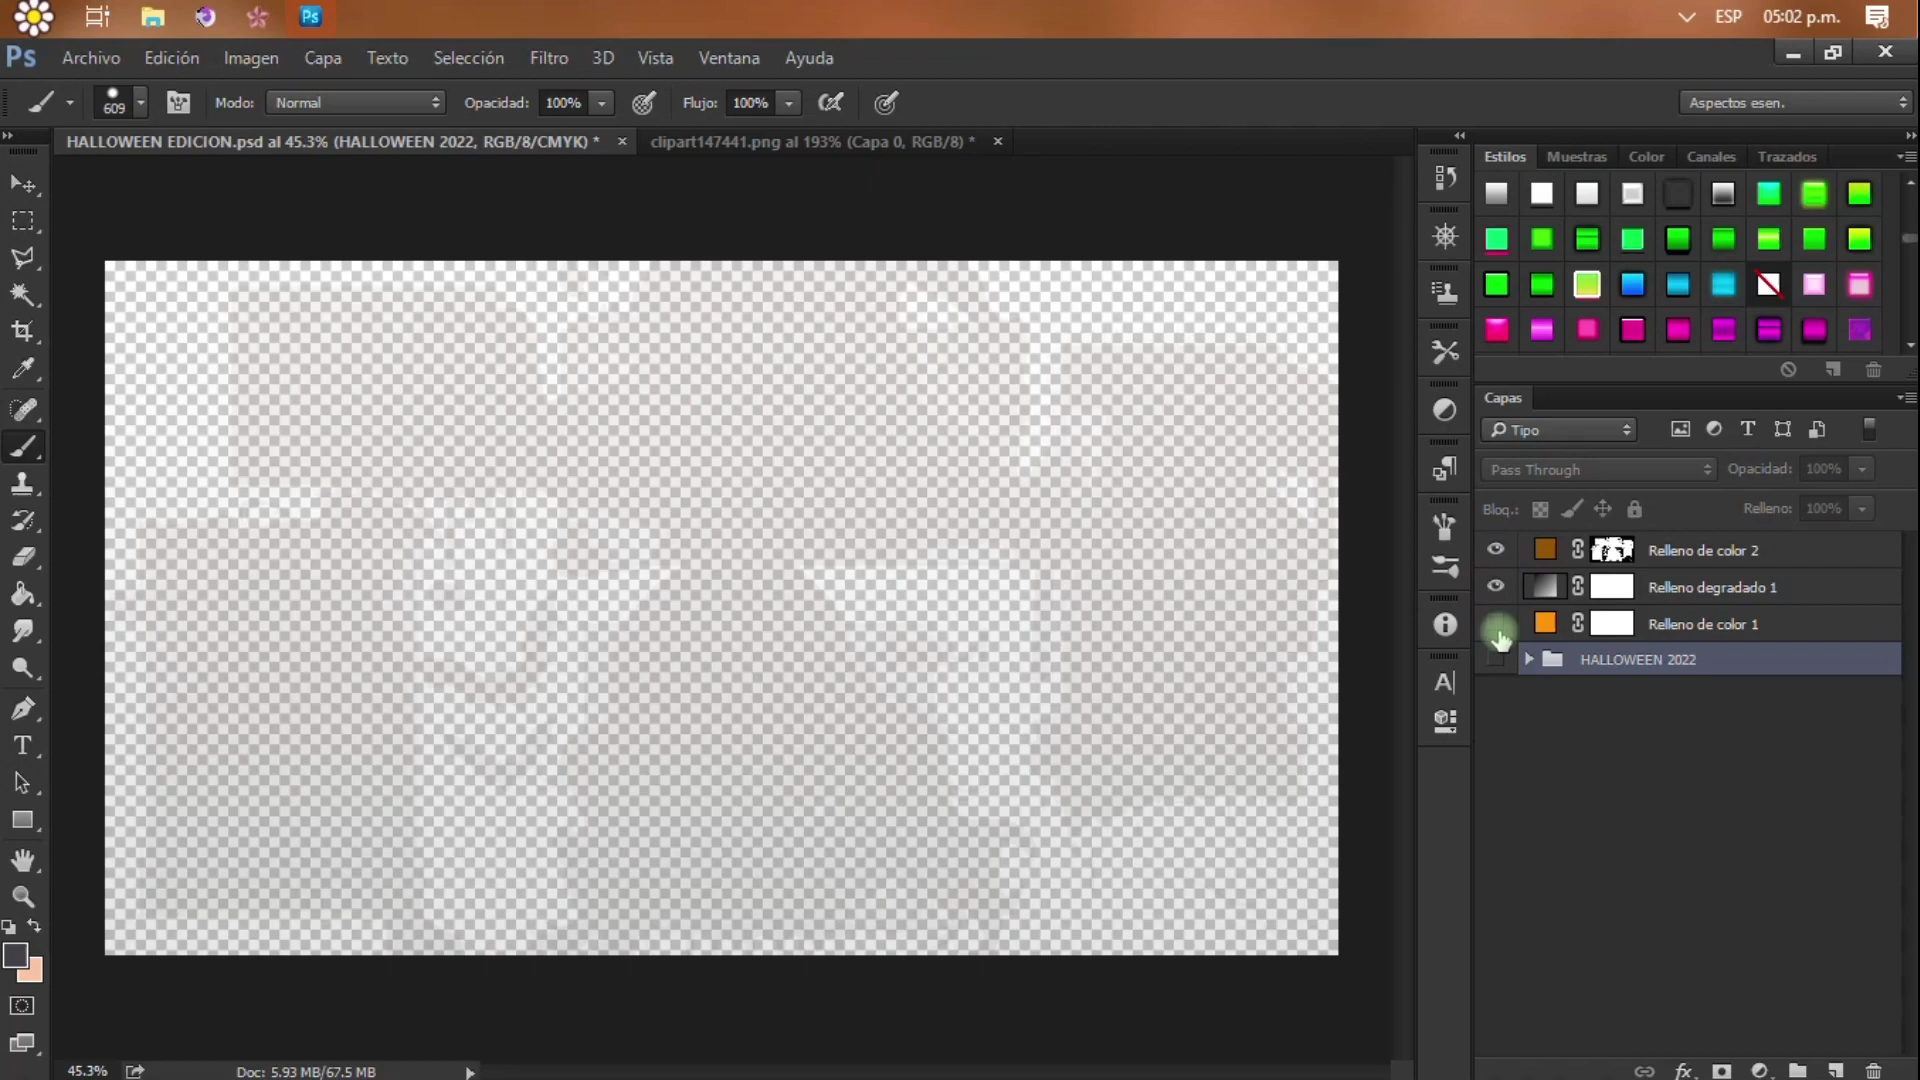 Ps
ESP 05:02 p.m.
Ps Archivo Edición Imagen Capa Texto Selección Filtro 3D Vista Ventana Ayuda
609 Modo: Normal Opacidad: 100% Flujo: 100% Aspectos esen.
HALLOWEEN EDICION.psd al 45.3% (HALLOWEEN 2022, RGB/8/CMYK) * clipart147441.png al 193% (Capa 0, RGB/8) *
Estilos Muestras Color Canales Trazados
Capas
Tipo
Pass Through Opacidad: 100%
Bloq.: Relleno: 100%
Relleno de color 2
Relleno degradado 1
Relleno de color 1
HALLOWEEN 2022
45.3% Doc: 5.93 MB/67.5 MB